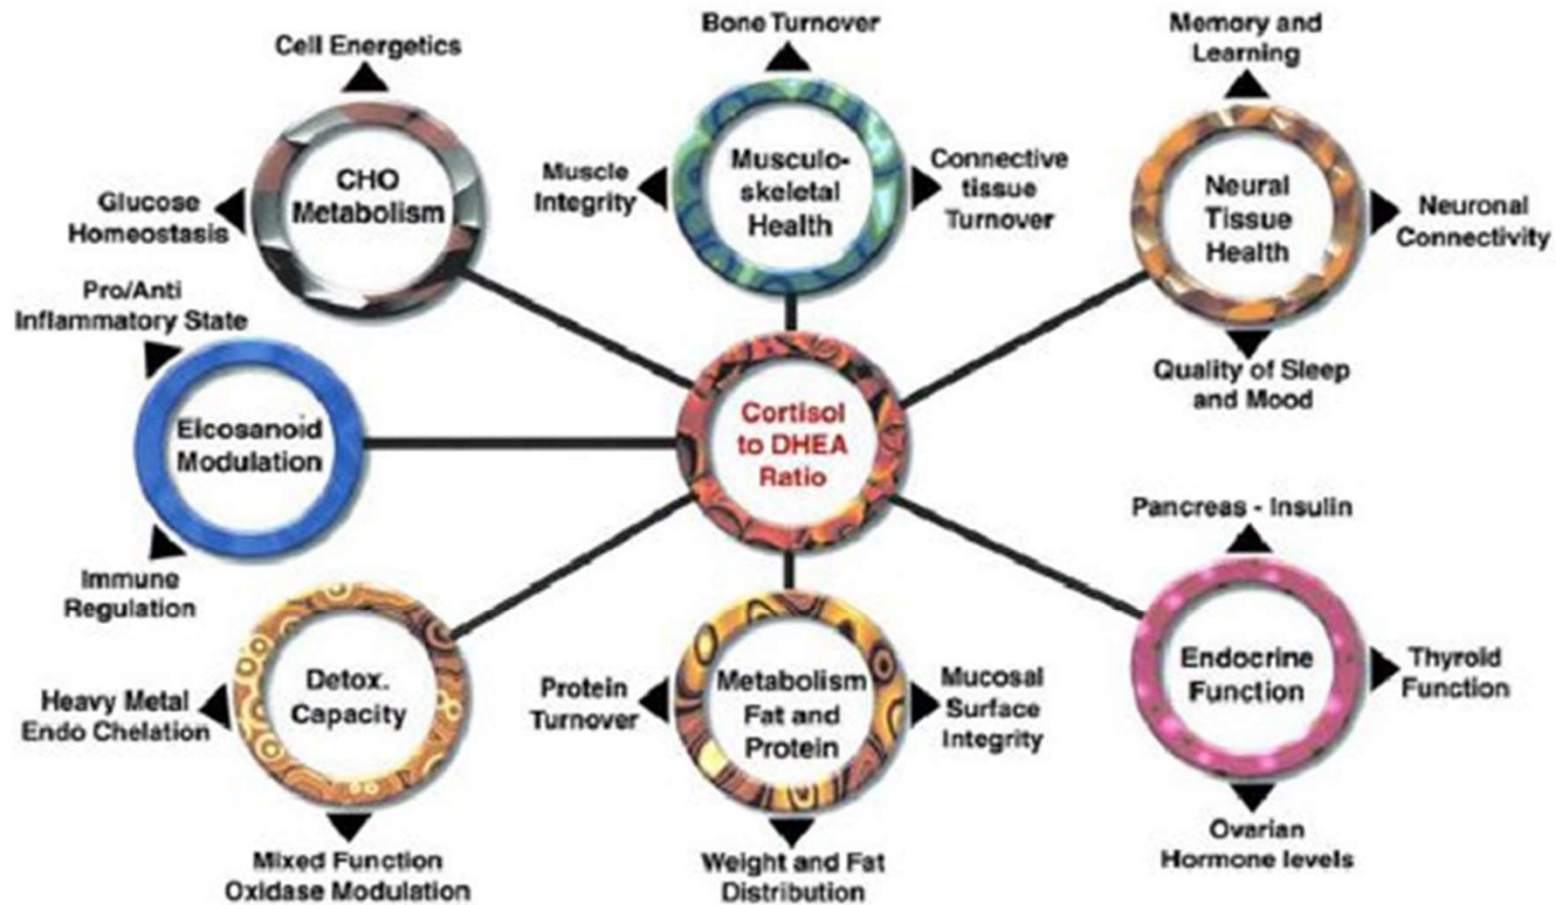 Cell Energetics
CHO
Metabolism
Glucose
Homeostasis
Bone Turnover
Muscle
Integrity
Musculo-
skeletal
Health
Connective
tissue
Turnover
Memory and
Learning
Neural
Tissue
Health
Neuronal
Connectivity
Quality of Sleep
and Mood
Pro/Anti
Inflammatory State
Eicosanoid
Modulation
Immune
Regulation
Cortisol
to DHEA
Ratio
Pancreas - Insulin
Endocrine
Function
Thyroid
Function
Ovarian
Hormone levels
Detox.
Capacity
Heavy Metal
Endo Chelation
Mixed Function
Oxidase Modulation
Protein
Turnover
Metabolism
Fat and
Protein
Mucosal
Surface
Integrity
Weight and Fat
Distribution